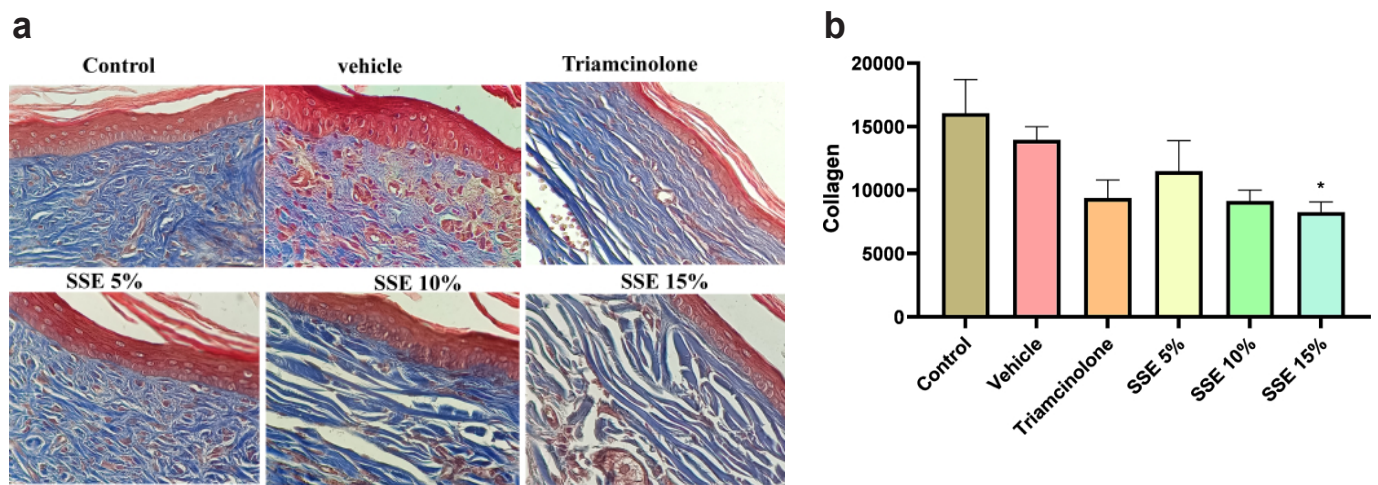 a
Control
vehicle
Triamcinolone
SSE 5%
SSE 10%
SSE 15%
b
Collagen
20000
15000
10000
5000
0
*
Control
Vehicle
Triamcinolone
SSE 5%
SSE 10%
SSE 15%